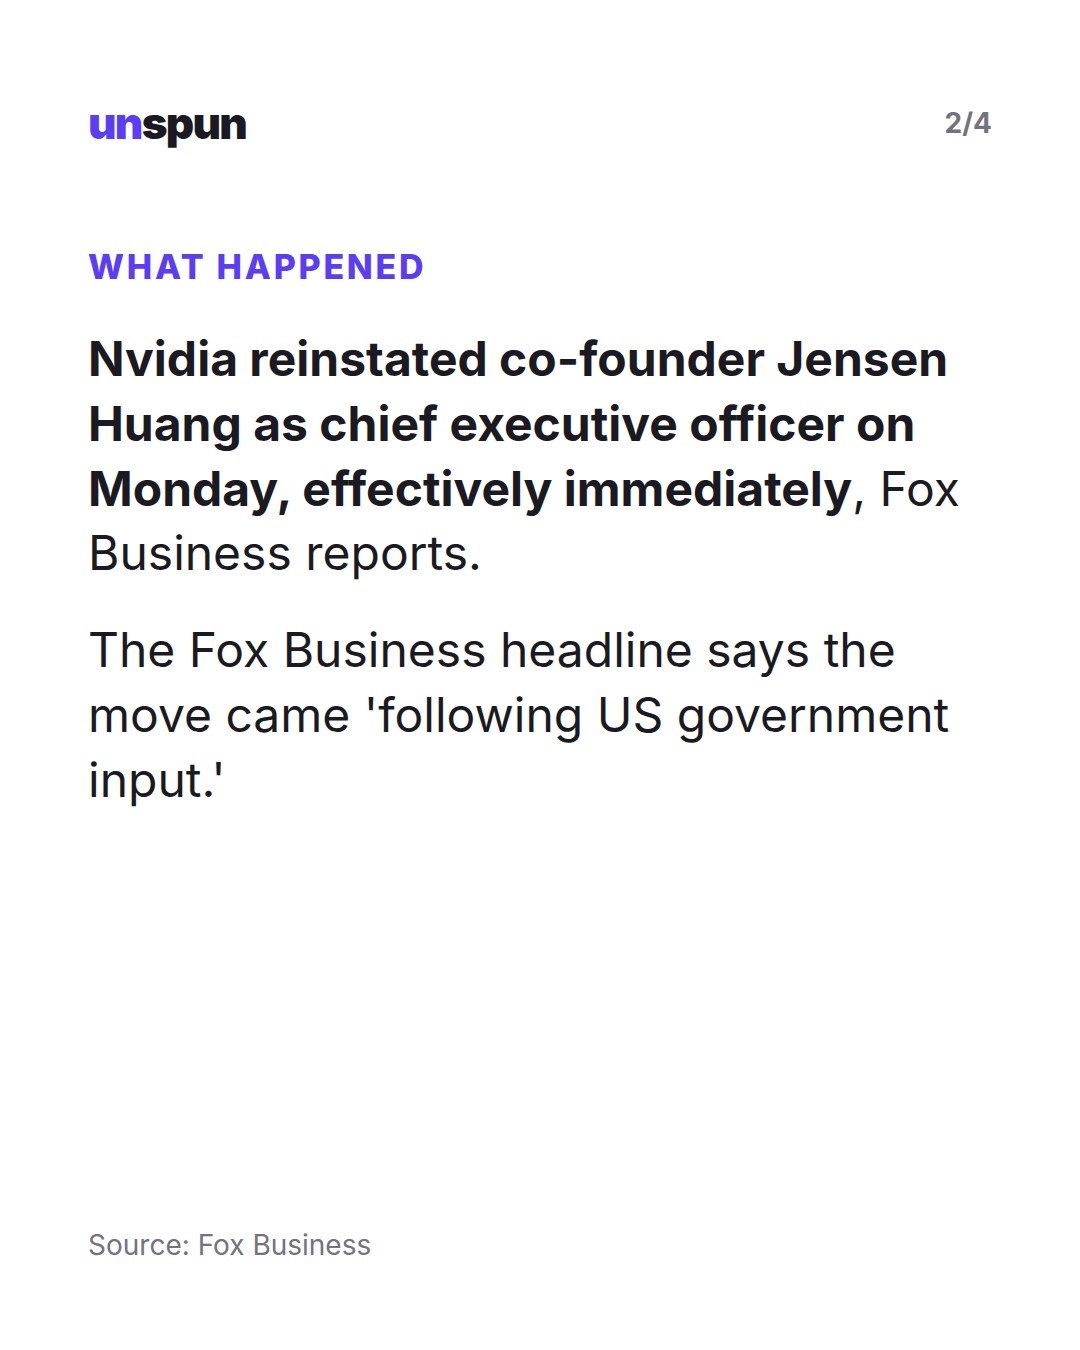 unspun
2/4
WHAT HAPPENED
Nvidia reinstated co-founder Jensen
Huang as chief executive officer on
Monday, effectively immediately, Fox
Business reports.
The Fox Business headline says the
move came 'following US government
input.'
Source: Fox Business